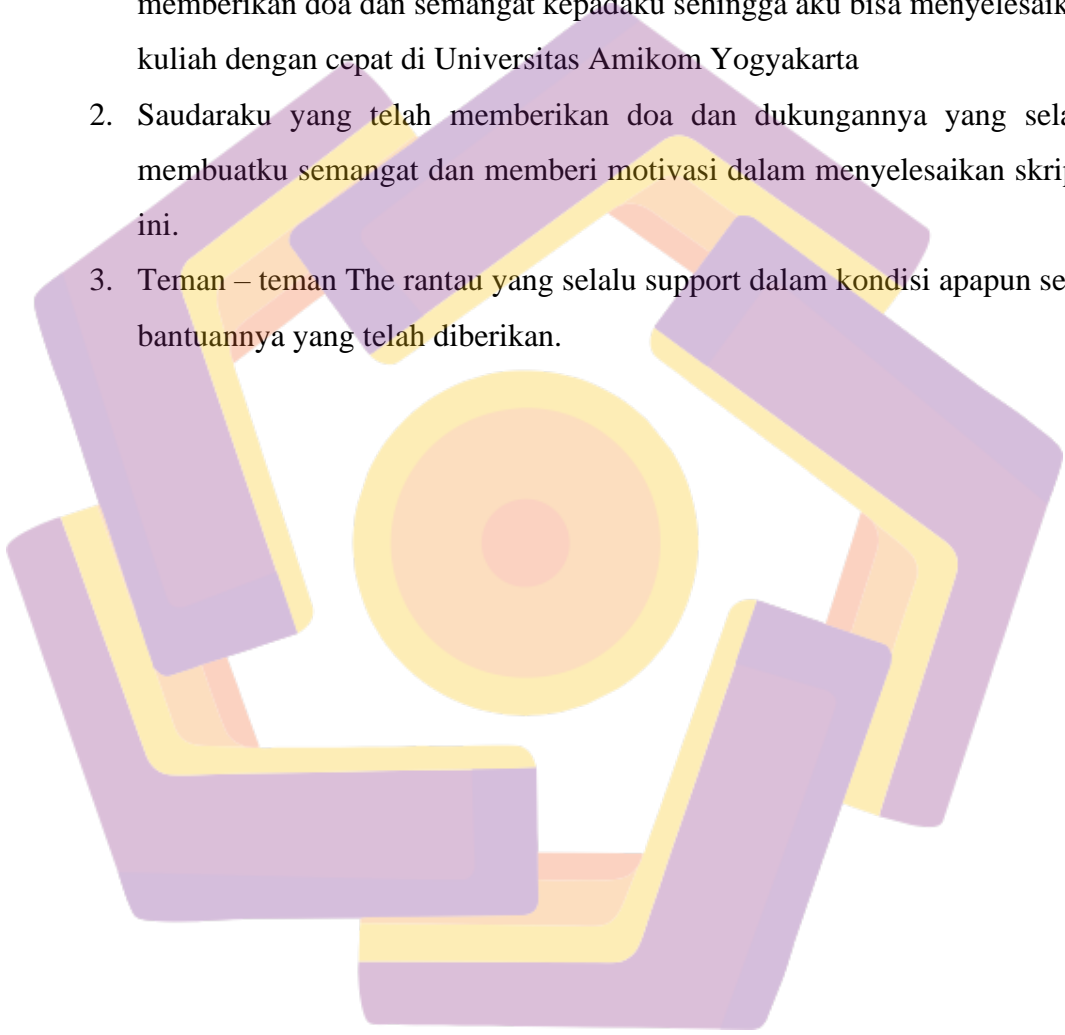 memberikan doa dan semangat kepadaku sehingga aku bisa menyelesaik
kuliah dengan cepat di Universitas Amikom Yogyakarta
2. Saudaraku yang telah memberikan doa dan dukungannya yang sela
membuatku semangat dan memberi motivasi dalam menyelesaikan skrip
ini.
3. Teman – teman The rantau yang selalu support dalam kondisi apapun se
bantuannya yang telah diberikan.